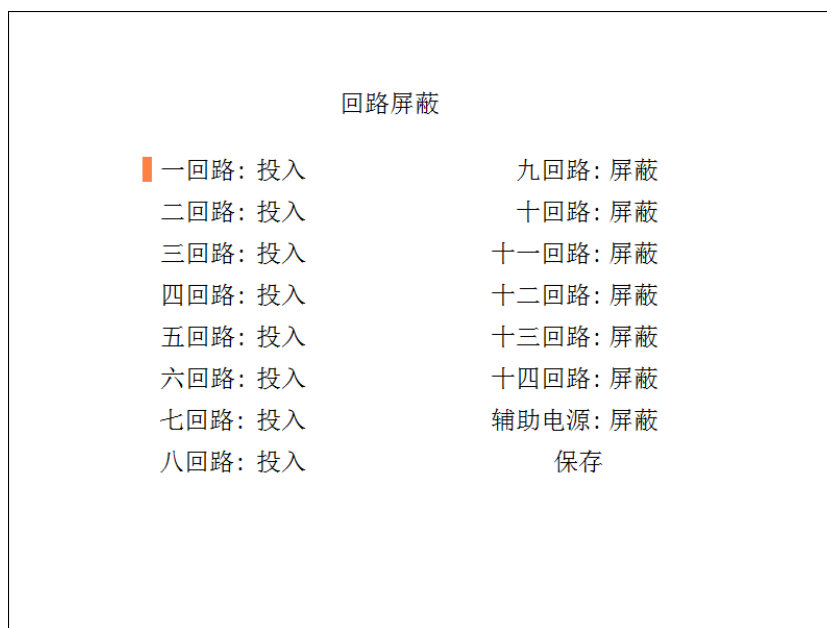 回路屏蔽
一回路：投入
二回路：投入
三回路：投入
四回路：投入
五回路：投入
六回路：投入
七回路：投入
八回路：投入
九回路：屏蔽
十回路：屏蔽
十一回路：屏蔽
十二回路：屏蔽
十三回路：屏蔽
十四回路：屏蔽
辅助电源：屏蔽
保存